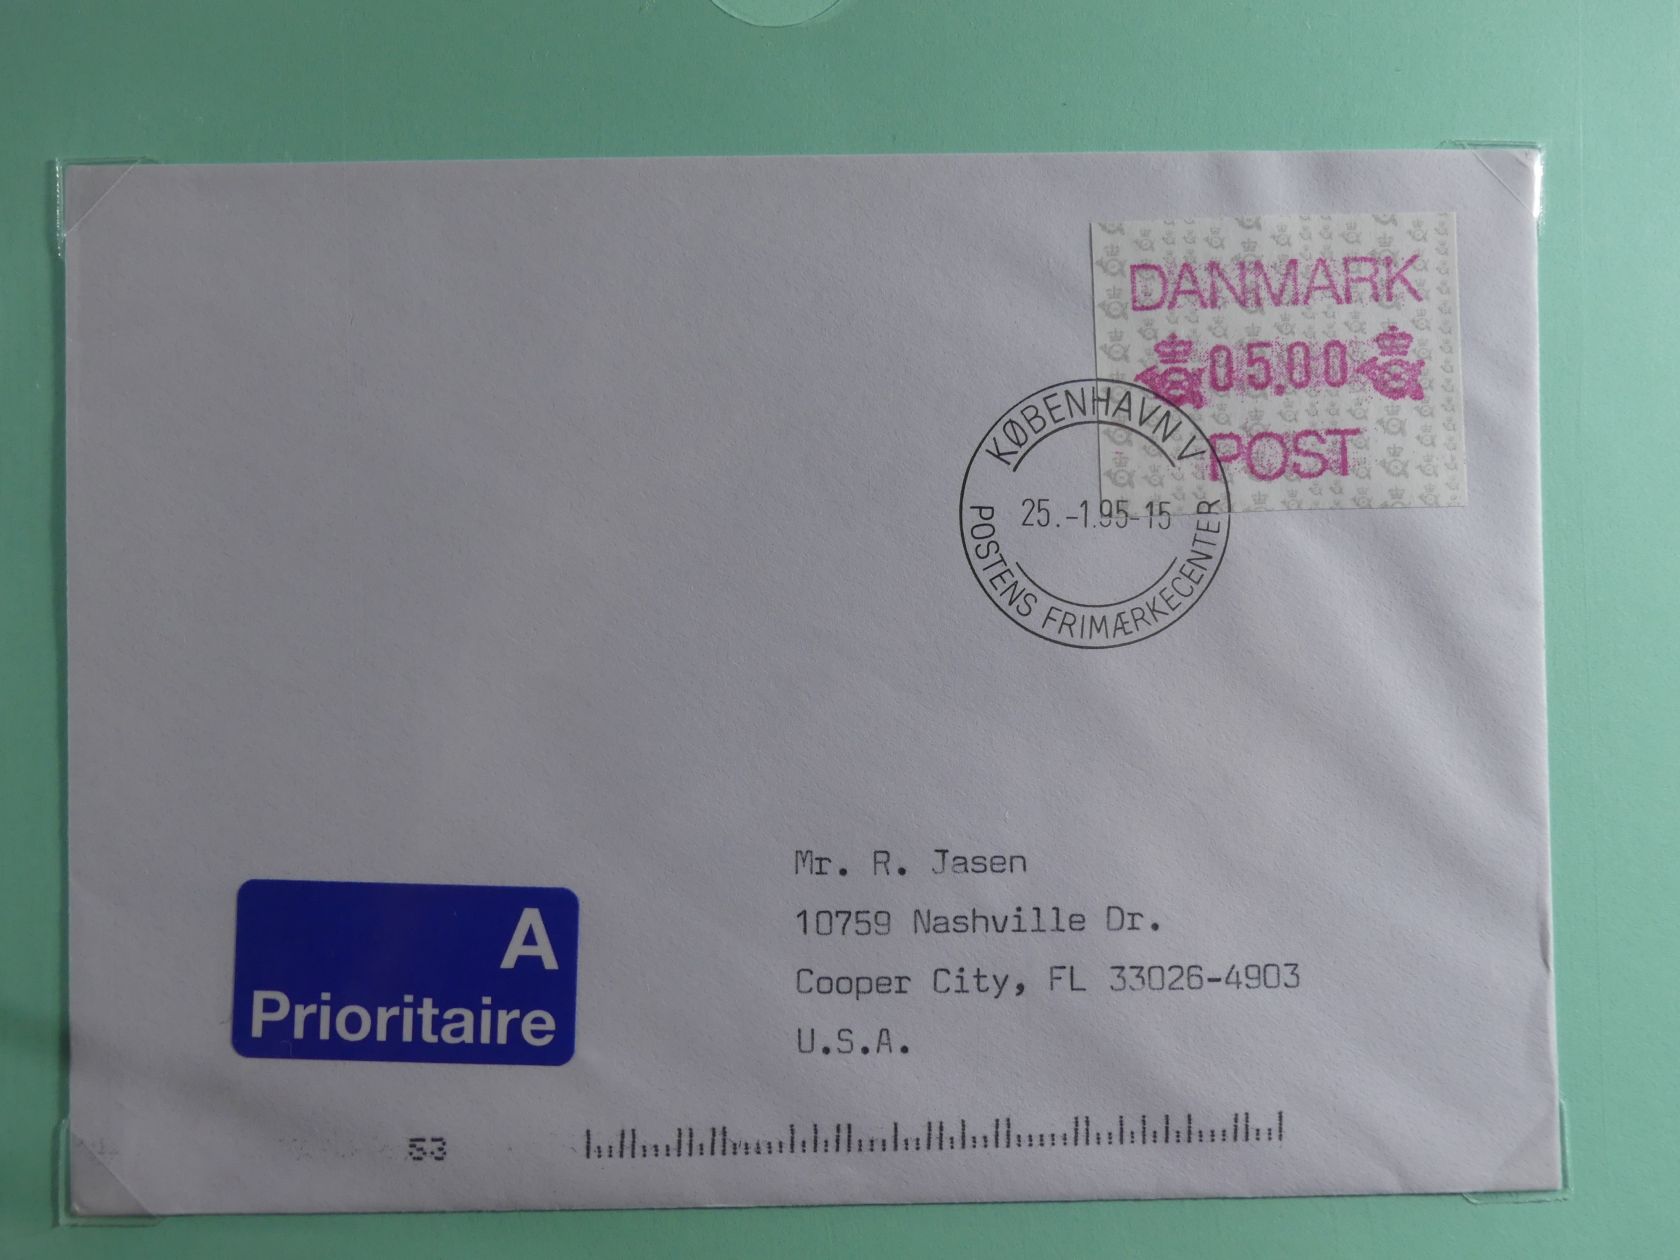 DANMARK
05.00
POST
KØBENHAVN V
25.-1.95-15
POSTENS FRIMÆRKECENTER
Mr. R. Jasen
10759 Nashville Dr.
Cooper City, FL 33026-4903
U.S.A.
A
Prioritaire
53